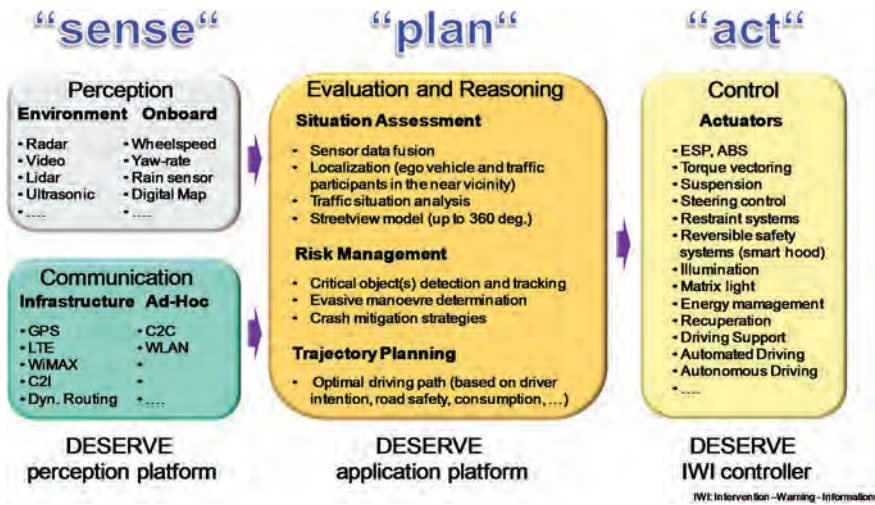 “sense“
“plan“
“act“
Perception
Environment Onboard
• Radar • Wheelspeed
• Video • Yaw-rate
• Lidar • Rain sensor
• Ultrasonic • Digital Map
• .... • ....
Communication
Infrastructure Ad-Hoc
• GPS • C2C
• LTE • WLAN
• WiMAX •
• C2I •
• Dyn. Routing • ....
DESERVE
perception platform
Evaluation and Reasoning
Situation Assessment
• Sensor data fusion
• Localization (ego vehicle and traffic
participants in the near vicinity)
• Traffic situation analysis
• Streetview model (up to 360 deg.)
Risk Management
• Critical object(s) detection and tracking
• Evasive manoevre determination
• Crash mitigation strategies
Trajectory Planning
• Optimal driving path (based on driver
intention, road safety, consumption, ...)
DESERVE
application platform
Control
Actuators
• ESP, ABS
• Torque vectoring
• Suspension
• Steering control
• Restraint systems
• Reversible safety
systems (smart hood)
• Illumination
• Matrix light
• Energy mamagement
• Recuperation
• Driving Support
• Automated Driving
• Autonomous Driving
• ....
DESERVE
IWI controller
IWI: Intervention – Warning - Informations